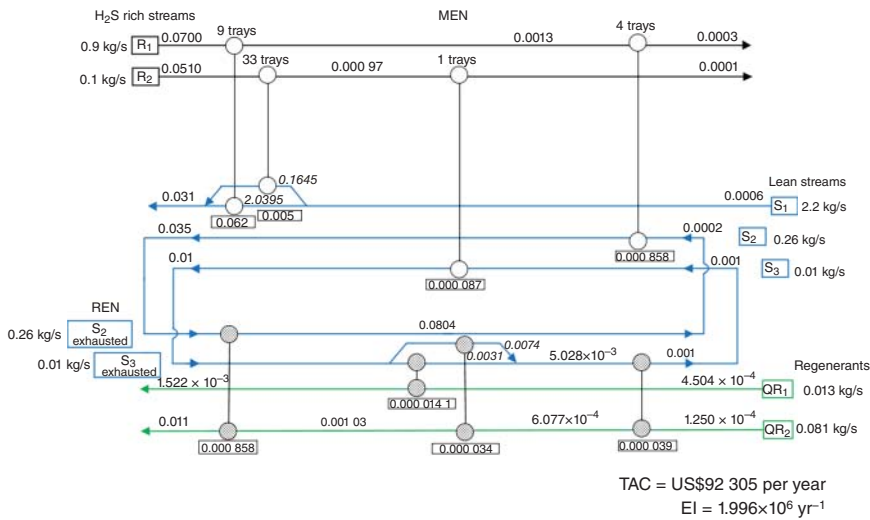 H₂S rich streams
MEN
9 trays
4 trays
0.9 kg/s R₁ 0.0700
0.0013
0.0003
33 trays
1 trays
0.1 kg/s R₂ 0.0510
0.000 97
0.0001
0.1645
Lean streams
0.031
2.0395
0.0006
S₁ 2.2 kg/s
0.062
0.005
0.035
0.0002
S₂ 0.26 kg/s
0.000 858
0.01
0.001
S₃ 0.01 kg/s
0.000 087
REN
0.26 kg/s S₂ exhausted
0.0804
0.0074
0.01 kg/s S₃ exhausted
0.0031
5.028×10⁻³
0.001
Regenerants
1.522 × 10⁻³
4.504 × 10⁻⁴
QR₁ 0.013 kg/s
0.000 014 1
0.011
0.001 03
6.077×10⁻⁴
1.250 × 10⁻⁴
QR₂ 0.081 kg/s
0.000 858
0.000 034
0.000 039
TAC = US$92 305 per year
EI = 1.996×10⁶ yr⁻¹